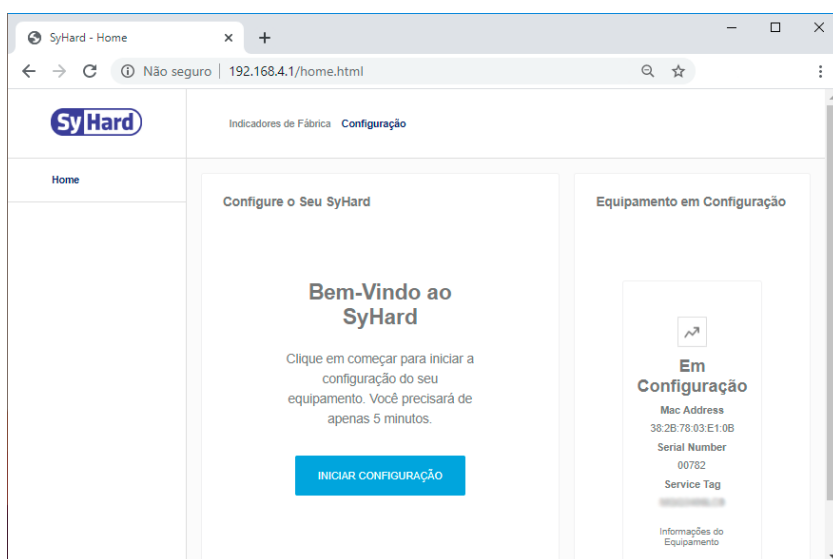 SyHard - Home
Não seguro
192.168.4.1/home.html
SyHard
Indicadores de Fábrica Configuração
Home
Configure o Seu SyHard
Bem-Vindo ao
SyHard
Clique em começar para iniciar a
configuração do seu
equipamento. Você precisará de
apenas 5 minutos.
INICIAR CONFIGURAÇÃO
Equipamento em Configuração
Em
Configuração
Mac Address
38:2B:78:03:E1:0B
Serial Number
00782
Service Tag
Informações do
Equipamento